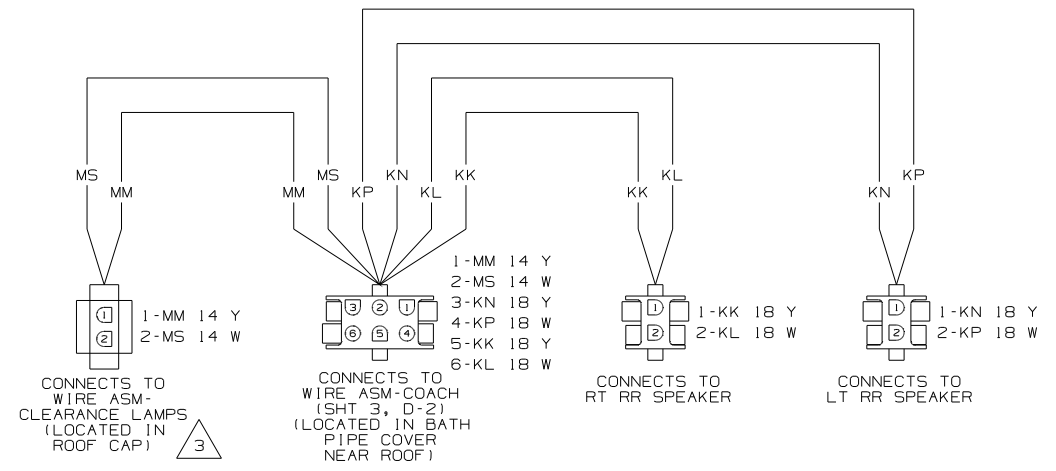 MS
MM
MM
MS
KP
KN
KL
KK
KK
KL
KN
KP
1
2
1-MM 14 Y
2-MS 14 W
CONNECTS TO
WIRE ASM-
CLEARANCE LAMPS
(LOCATED IN
ROOF CAP)
3
3 2 1
6 5 4
1-MM 14 Y
2-MS 14 W
3-KN 18 Y
4-KP 18 W
5-KK 18 Y
6-KL 18 W
CONNECTS TO
WIRE ASM-COACH
(SHT 3, D-2)
(LOCATED IN BATH
PIPE COVER
NEAR ROOF)
1
2
1-KK 18 Y
2-KL 18 W
CONNECTS TO
RT RR SPEAKER
1
2
1-KN 18 Y
2-KP 18 W
CONNECTS TO
LT RR SPEAKER